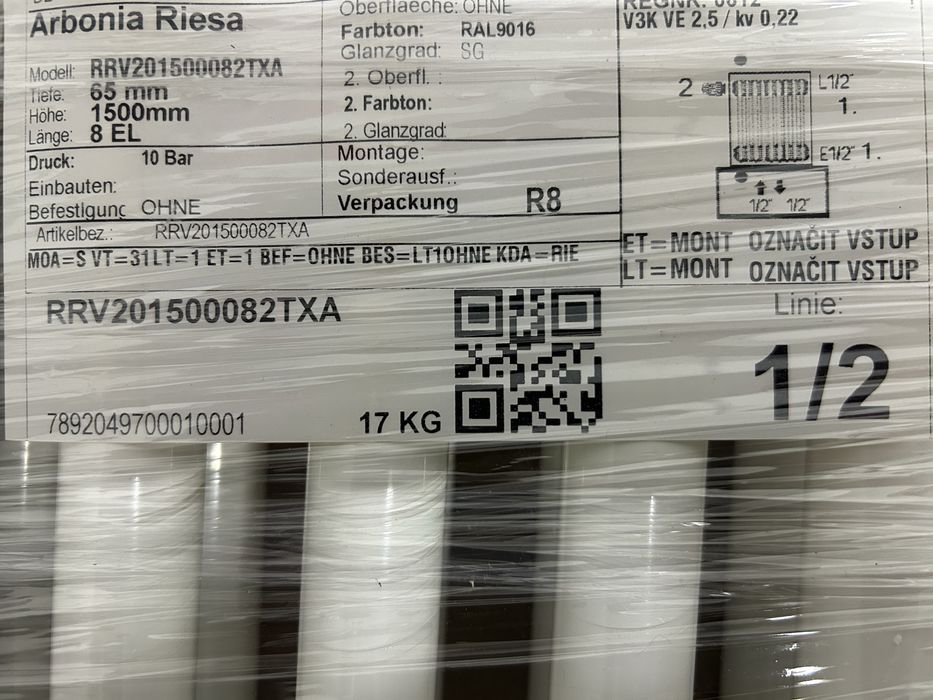 Arbonia Riesa
Modell: RRV201500082TXA
Tiefe: 65 mm
Höhe: 1500mm
Länge: 8 EL
Druck: 10 Bar
Einbauten:
Befestigung OHNE
Oberflaeche: OHNE
Farbton: RAL9016
Glanzgrad: SG
2. Oberfl. :
2. Farbton:
2. Glanzgrad:
Montage:
Sonderausf.:
Verpackung R8
V3K VE 2,5 / kv 0,22
2
L1/2"
1.
E1/2" 1.
1/2" 1/2"
Artikelbez.: RRV201500082TXA
MOA=S VT=31 LT=1 ET=1 BEF=OHNE BES=LT1OHNE KDA=RIE
ET=MONT OZNAČIT VSTUP
LT=MONT OZNAČIT VSTUP
RRV201500082TXA
Linie:
1/2
7892049700010001
17 KG